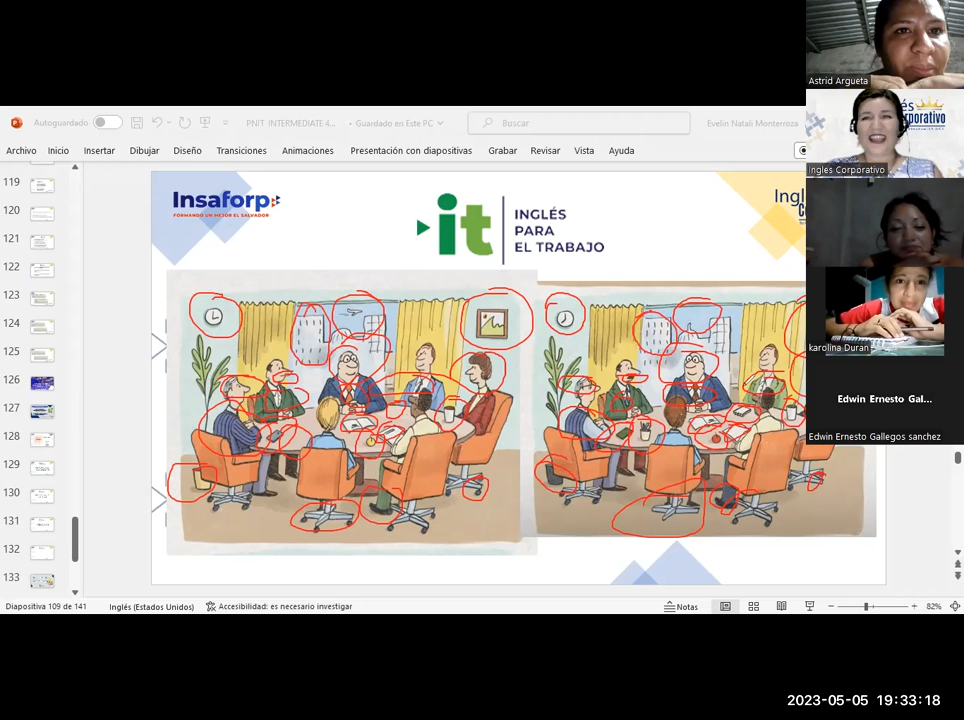 Astrid Argueta
Autoguardado
PNIT INTERMEDIATE 4... • Guardado en Este PC
Buscar
Evelin Natali Monterroza
Archivo Inicio Insertar Dibujar Diseño Transiciones Animaciones Presentación con diapositivas Grabar Revisar Vista Ayuda
Ingles Corporativo
119
120
121
122
123
124
125
126
127
128
129
130
131
132
133
Insaforp
FORMANDO UN MEJOR EL SALVADOR
it
INGLÉS
PARA
EL TRABAJO
karolina Duran
Edwin Ernesto Gal...
Edwin Ernesto Gallegos sanchez
Diapositiva 109 de 141 Inglés (Estados Unidos) Accesibilidad: es necesario investigar Notas 82%
2023-05-05 19:33:18